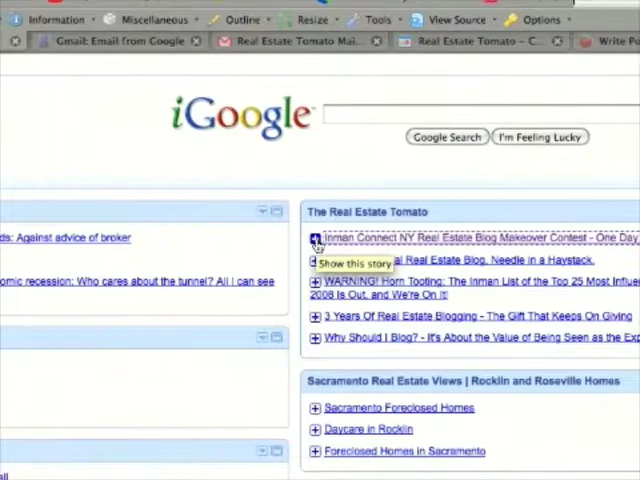 Information Miscellaneous Outline Resize Tools View Source Options
Gmail: Email from Google Real Estate Tomato Mai... Real Estate Tomato - C... Write Po
iGoogle
Google Search I'm Feeling Lucky
The Real Estate Tomato
ds: Against advice of broker
Inman Connect NY Real Estate Blog Makeover Contest - One Day
al Real Estate Blog, Needle in a Haystack.
Show this story
omic recession: Who cares about the tunnel? All I can see
WARNING! Horn Tooting: The Inman List of the Top 25 Most Influe
2008 Is Out, and We're On It!
3 Years Of Real Estate Blogging - The Gift That Keeps On Giving
Why Should I Blog? - It's About the Value of Being Seen as the Exp
Sacramento Real Estate Views | Rocklin and Roseville Homes
Sacramento Foreclosed Homes
Daycare in Rocklin
Foreclosed Homes in Sacramento
all